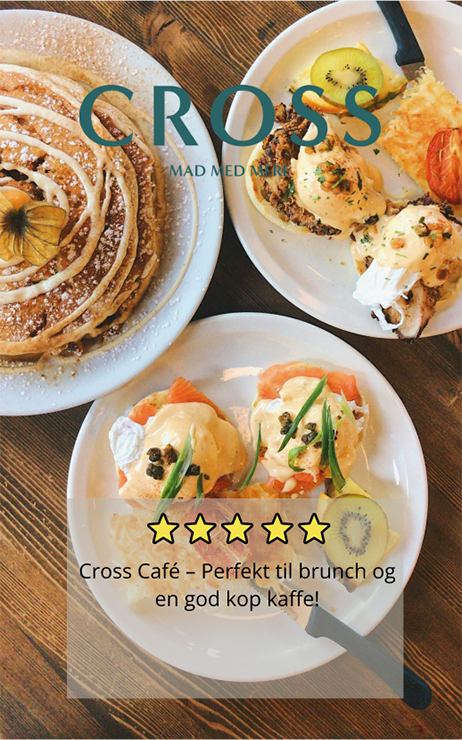 CROSS
MAD MED MERE
Cross Café – Perfekt til brunch og
en god kop kaffe!